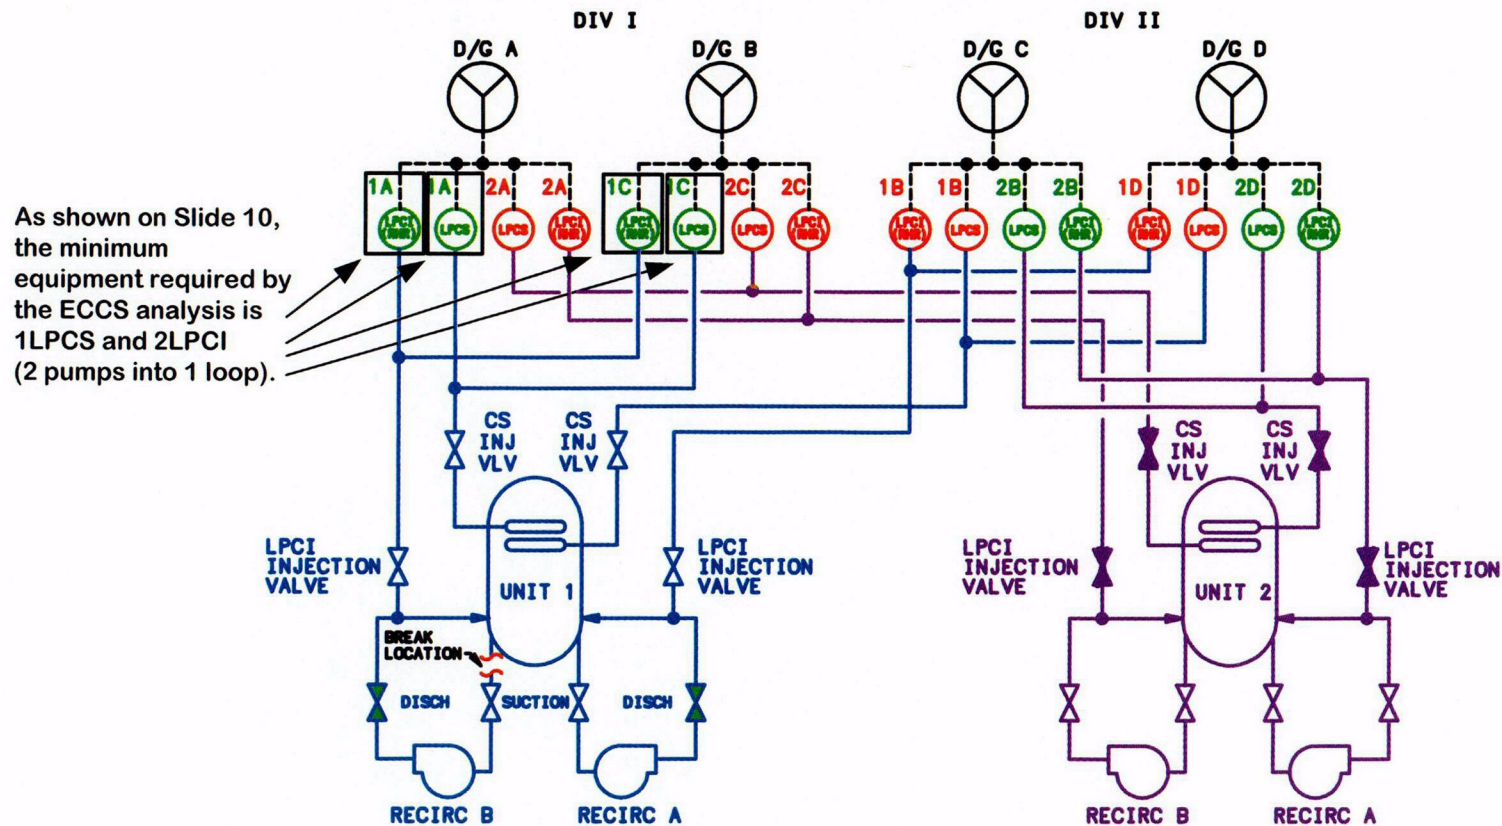 DIV I
DIV II
D/G A
D/G B
D/G C
D/G D
1A
1A
2A
2A
1C
1C
2C
2C
1B
1B
2B
2B
1D
1D
2D
2D
LPCI
(RHR)
LPCS
LPCS
LPCI
(RHR)
LPCI
(RHR)
LPCS
LPCS
LPCI
(RHR)
LPCI
(RHR)
LPCS
LPCS
LPCI
(RHR)
LPCI
(RHR)
LPCS
LPCS
LPCI
(RHR)
As shown on Slide 10,
the minimum
equipment required by
the ECCS analysis is
1LPCS and 2LPCI
(2 pumps into 1 loop).
CS
INJ
VLV
CS
INJ
VLV
CS
INJ
VLV
CS
INJ
VLV
LPCI
INJECTION
VALVE
UNIT 1
LPCI
INJECTION
VALVE
LPCI
INJECTION
VALVE
UNIT 2
LPCI
INJECTION
VALVE
BREAK
LOCATION
DISCH
SUCTION
DISCH
RECIRC B
RECIRC A
RECIRC B
RECIRC A